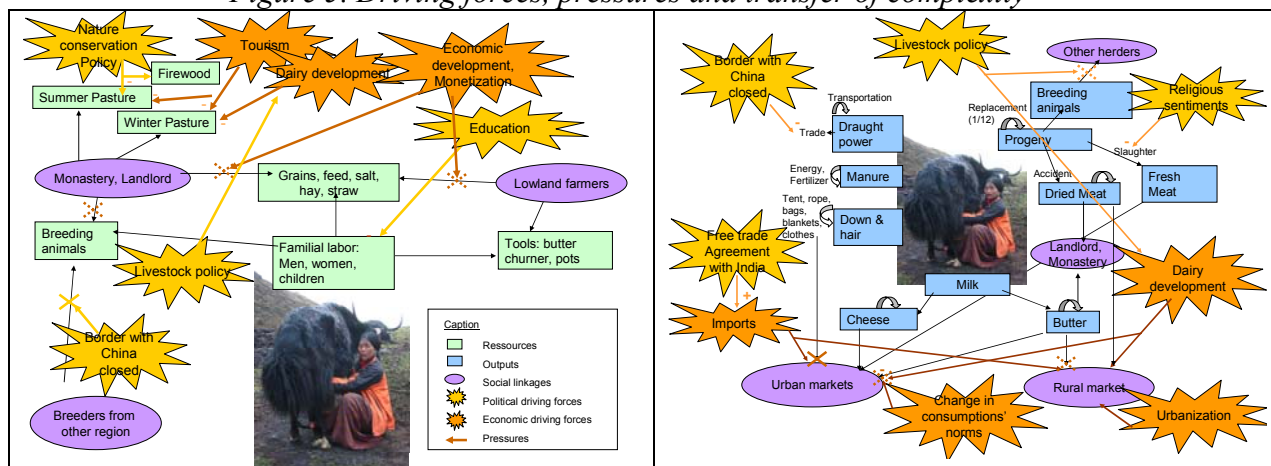 Figure 3. Driving forces, pressures and transfer of complicity
Nature
conservation
Policy
Tourism
Economic
development,
Monetization
Dairy development
Firewood
Summer Pasture
Winter Pasture
Education
Monastery, Landlord
Grains, feed, salt,
hay, straw
Lowland farmers
Breeding
animals
Familial labor:
Men, women,
children
Tools: butter
churner, pots
Livestock policy
Border with
China
closed
Breeders from
other region
Caption
Ressources
Outputs
Social linkages
Political driving forces
Economic driving forces
Pressures
Livestock policy
Other herders
Border with
China
closed
Transportation
Trade
Draught
power
Replacement
(1/12)
Breeding
animals
Religious
sentiments
Progeny
Slaughter
Energy,
Fertilizer
Manure
Accident
Dried Meat
Fresh
Meat
Tent, rope,
bags,
blankets,
clothes
Down &
hair
Free trade
Agreement
with India
Landlord,
Monastery
Dairy
development
Milk
Imports
Cheese
Butter
Urban markets
Rural market
Change in
consumptions'
norms
Urbanization